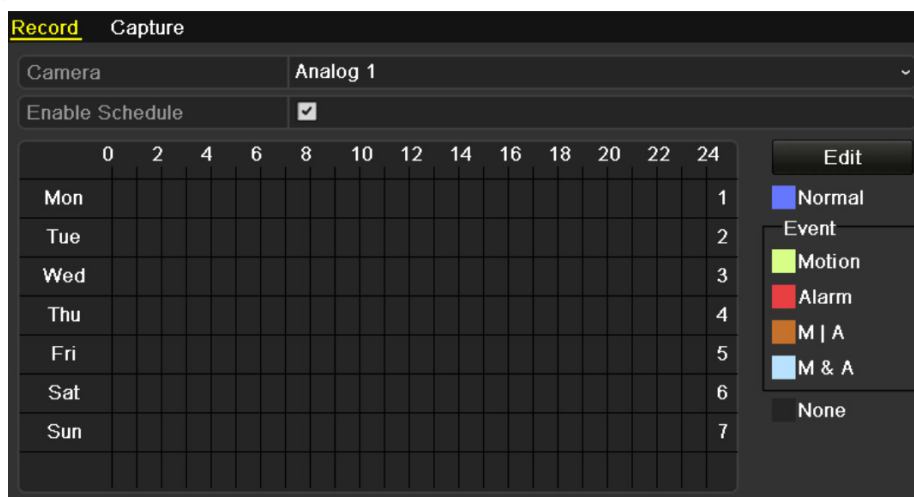 Record Capture
Camera Analog 1
Enable Schedule
0 2 4 6 8 10 12 14 16 18 20 22 24 Edit
Mon 1 Normal
Event
Tue 2
Motion
Wed 3
Alarm
Thu 4
M | A
Fri 5
M & A
Sat 6
None
Sun 7